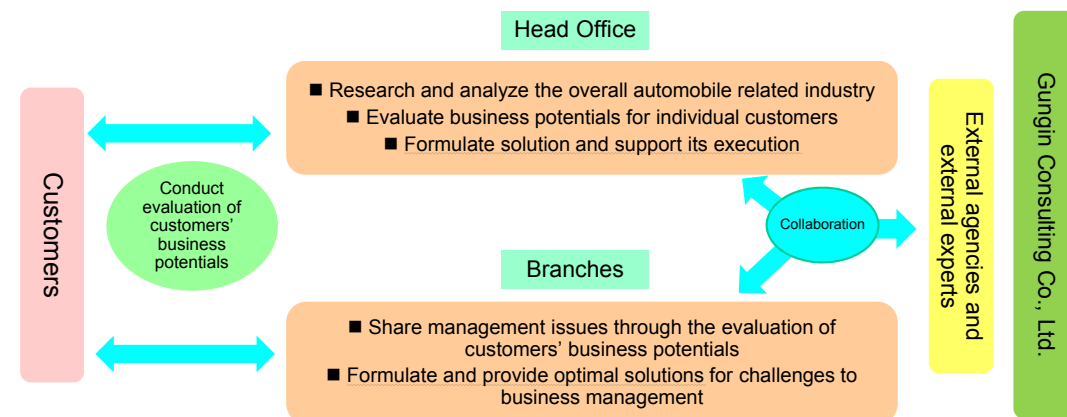 Head Office
■ Research and analyze the overall automobile related industry
■ Evaluate business potentials for individual customers
■ Formulate solution and support its execution
Customers
Conduct
evaluation of
customers’
business
potentials
Collaboration
External agencies and
external experts
Gungin Consulting Co., Ltd.
Branches
■ Share management issues through the evaluation of
customers’ business potentials
■ Formulate and provide optimal solutions for challenges to
business management